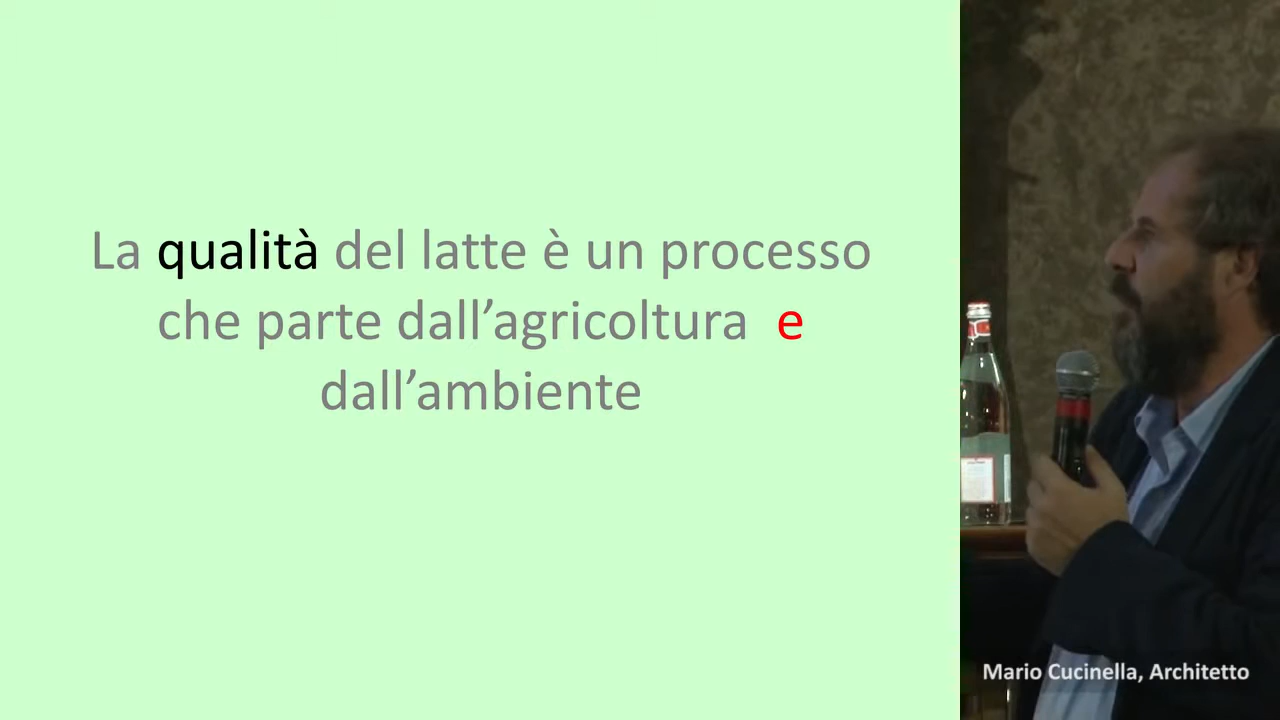 La qualità del latte è un processo
che parte dall’agricoltura e
dall’ambiente
Mario Cucinella, Architetto